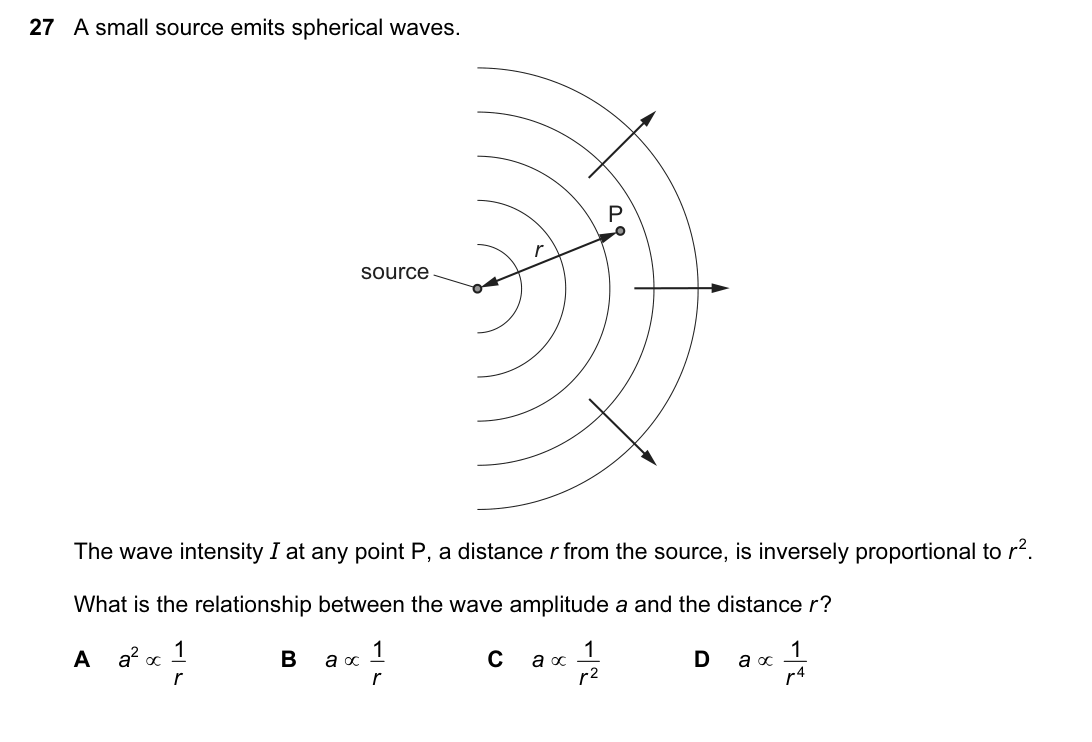 27 A small source emits spherical waves.
P
r
source
The wave intensity I at any point P, a distance r from the source, is inversely proportional to r².
What is the relationship between the wave amplitude a and the distance r?
A a² ∝ 1/r B a ∝ 1/r C a ∝ 1/r² D a ∝ 1/r⁴